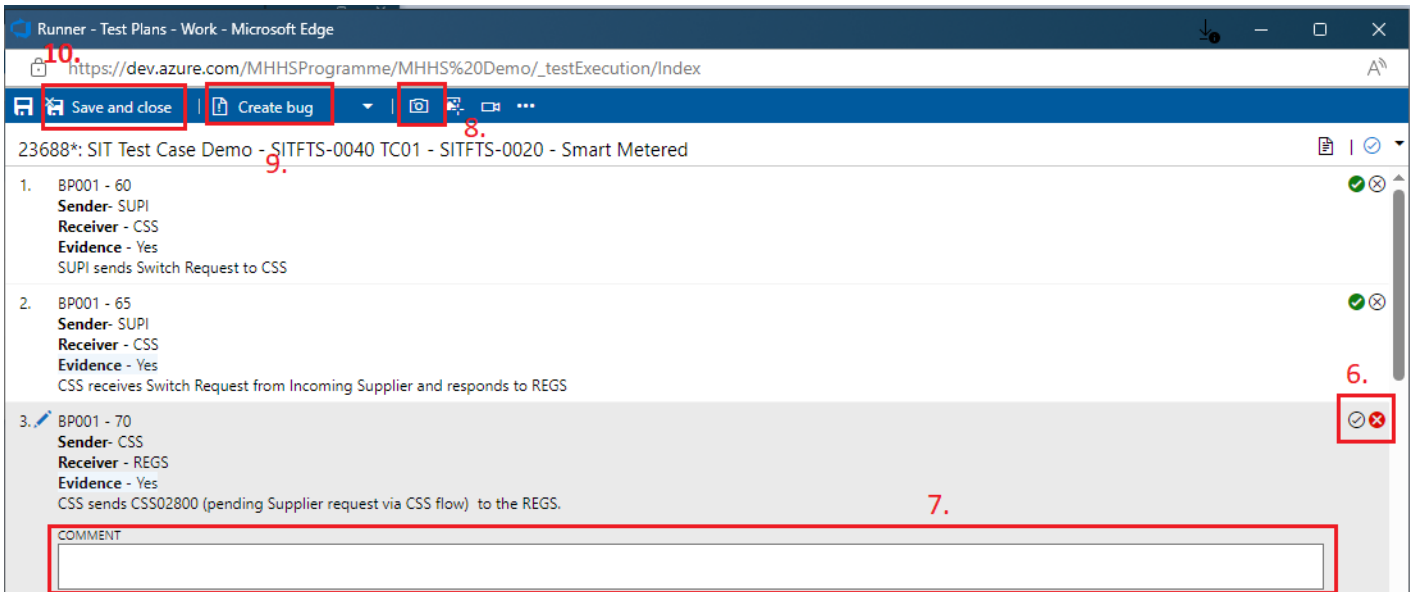 Runner - Test Plans - Work - Microsoft Edge
10.
https://dev.azure.com/MHHSProgramme/MHHS%20Demo/_testExecution/Index
Save and close | Create bug |
8.
23688*: SIT Test Case Demo - SITFTS-0040 TC01 - SITFTS-0020 - Smart Metered
9.
1. BP001 - 60
Sender- SUPI
Receiver - CSS
Evidence - Yes
SUPI sends Switch Request to CSS
2. BP001 - 65
Sender- SUPI
Receiver - CSS
Evidence - Yes
CSS receives Switch Request from Incoming Supplier and responds to REGS
6.
3. BP001 - 70
Sender- CSS
Receiver - REGS
Evidence - Yes
CSS sends CSS02800 (pending Supplier request via CSS flow)  to the REGS.
7.
COMMENT